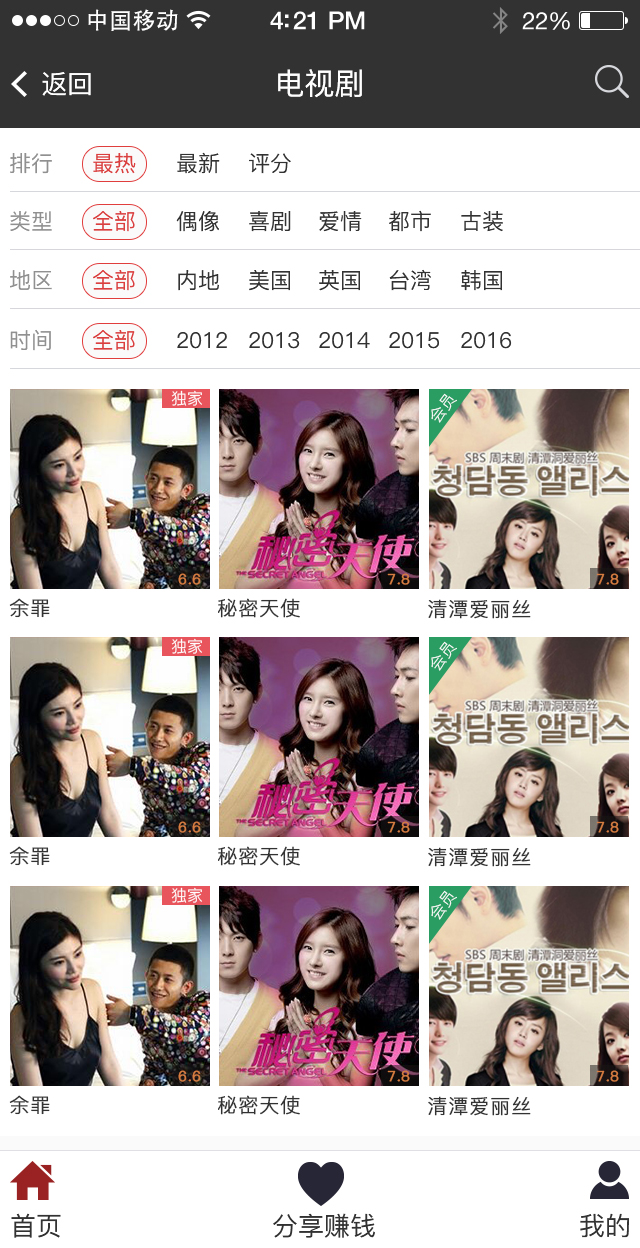 中国移动 4:21 PM 22%
返回 电视剧
排行 最热 最新 评分
类型 全部 偶像 喜剧 爱情 都市 古装
地区 全部 内地 美国 英国 台湾 韩国
时间 全部 2012 2013 2014 2015 2016
独家 会员
SBS 周末剧 清潭洞爱丽丝
청담동 앨리스
秘密天使
THE SECRET ANGEL
6.6 7.8 7.8
余罪 秘密天使 清潭爱丽丝
独家 会员
SBS 周末剧 清潭洞爱丽丝
청담동 앨리스
秘密天使
THE SECRET ANGEL
6.6 7.8 7.8
余罪 秘密天使 清潭爱丽丝
独家 会员
SBS 周末剧 清潭洞爱丽丝
청담동 앨리스
秘密天使
THE SECRET ANGEL
6.6 7.8 7.8
余罪 秘密天使 清潭爱丽丝
首页 分享赚钱 我的